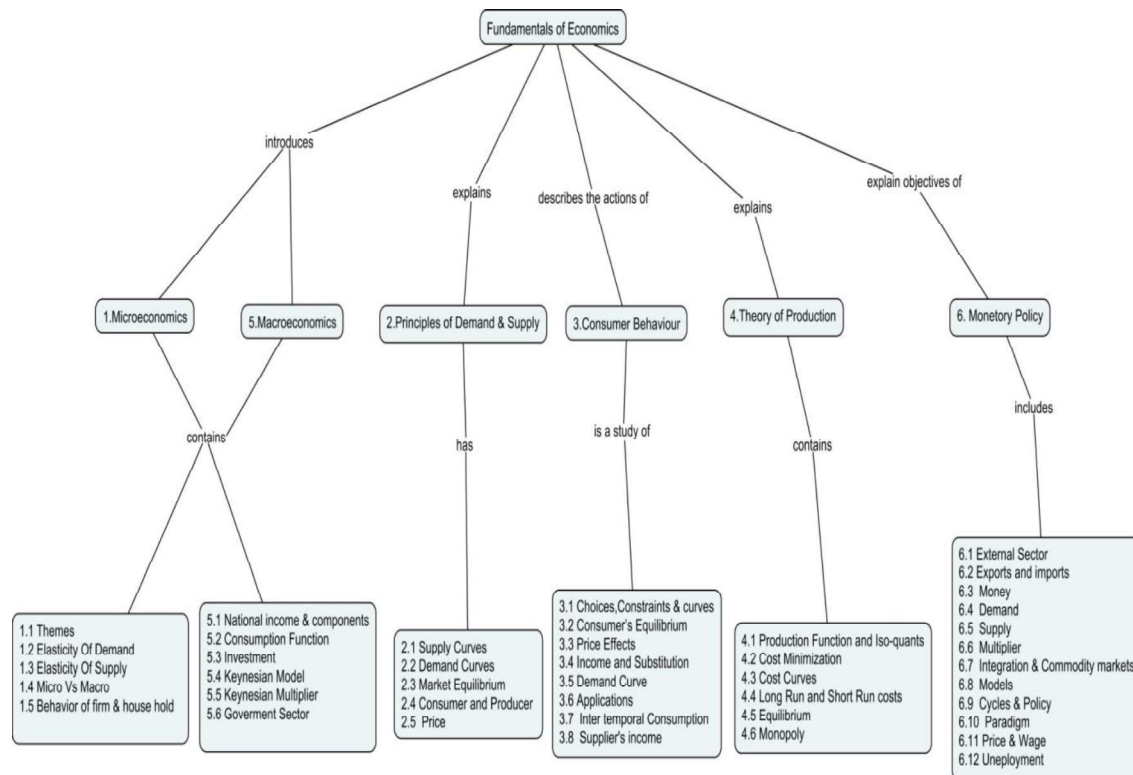 Fundamentals of Economics
introduces
explains
describes the actions of
explains
explain objectives of
1.Microeconomics
5.Macroeconomics
2.Principles of Demand & Supply
3.Consumer Behaviour
4.Theory of Production
6. Monetory Policy
contains
has
is a study of
contains
includes
1.1 Themes
1.2 Elasticity Of Demand
1.3 Elasticity Of Supply
1.4 Micro Vs Macro
1.5 Behavior of firm & house hold
5.1 National income & components
5.2 Consumption Function
5.3 Investment
5.4 Keynesian Model
5.5 Keynesian Multiplier
5.6 Goverment Sector
2.1 Supply Curves
2.2 Demand Curves
2.3 Market Equilibrium
2.4 Consumer and Producer
2.5 Price
3.1 Choices,Constraints & curves
3.2 Consumer's Equilibrium
3.3 Price Effects
3.4 Income and Substitution
3.5 Demand Curve
3.6 Applications
3.7 Inter temporal Consumption
3.8 Supplier's income
4.1 Production Function and Iso-quants
4.2 Cost Minimization
4.3 Cost Curves
4.4 Long Run and Short Run costs
4.5 Equilibrium
4.6 Monopoly
6.1 External Sector
6.2 Exports and imports
6.3 Money
6.4 Demand
6.5 Supply
6.6 Multiplier
6.7 Integration & Commodity markets
6.8 Models
6.9 Cycles & Policy
6.10 Paradigm
6.11 Price & Wage
6.12 Uneployment